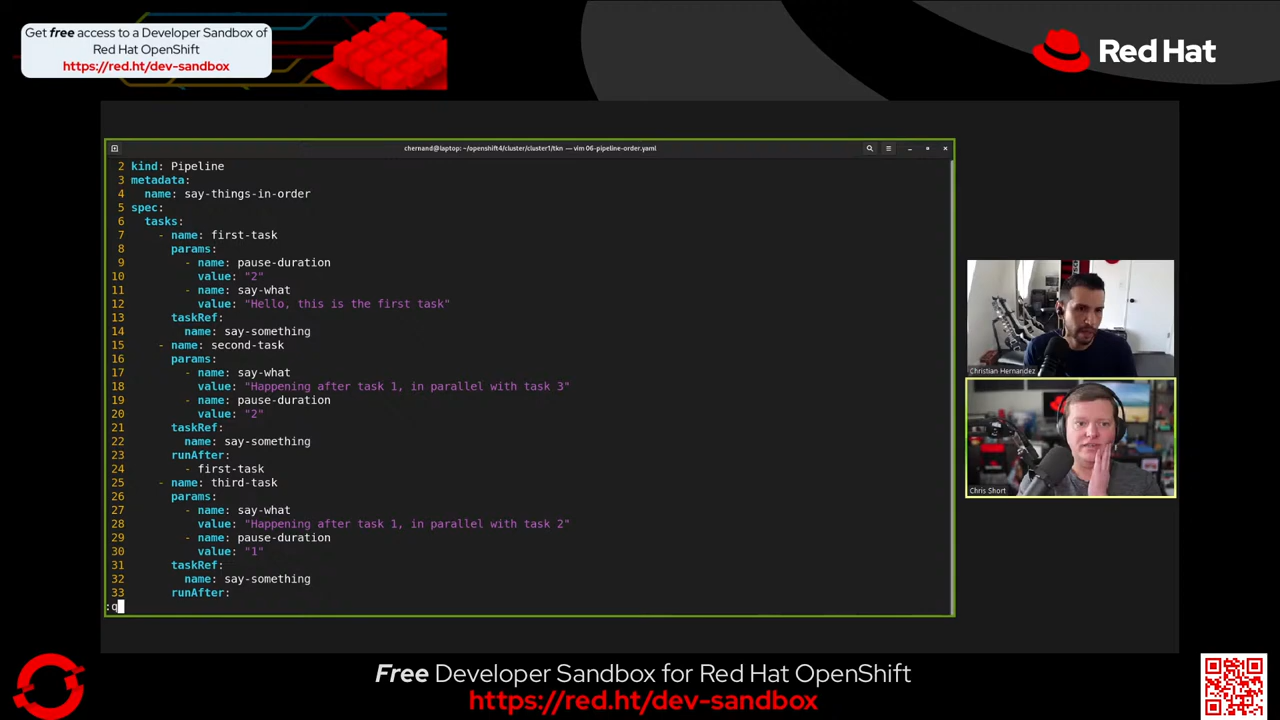 Get free access to a Developer Sandbox of
Red Hat OpenShift
https://red.ht/dev-sandbox
Red Hat
chernand@laptop: ~/openshift4/cluster/cluster1/tkn — vim 06-pipeline-order.yaml
2 kind: Pipeline
3 metadata:
4 name: say-things-in-order
5 spec:
6 tasks:
7 - name: first-task
8 params:
9 - name: pause-duration
10 value: "2"
11 - name: say-what
12 value: "Hello, this is the first task"
13 taskRef:
14 name: say-something
15 - name: second-task
16 params:
17 - name: say-what
18 value: "Happening after task 1, in parallel with task 3"
19 - name: pause-duration
20 value: "2"
21 taskRef:
22 name: say-something
23 runAfter:
24 - first-task
25 - name: third-task
26 params:
27 - name: say-what
28 value: "Happening after task 1, in parallel with task 2"
29 - name: pause-duration
30 value: "1"
31 taskRef:
32 name: say-something
33 runAfter:
:q
Christian Hernandez
Chris Short
Free Developer Sandbox for Red Hat OpenShift
https://red.ht/dev-sandbox